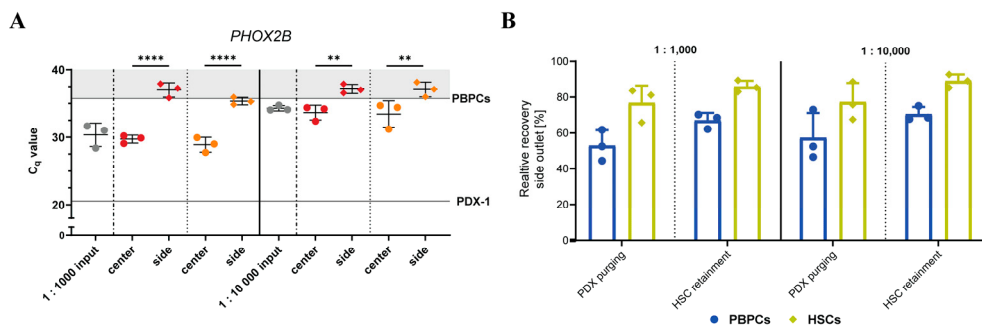 A
PHOX2B
**** **** ** **
40
30
20
0
Cq value
PBPCs
PDX-1
1 : 1000 input
center
side
center
side
1 : 10 000 input
center
side
center
side
B
1 : 1,000
1 : 10,000
100
80
60
40
20
0
Realtive recovery
side outlet [%]
PDX purging
HSC retainment
PDX purging
HSC retainment
PBPCs
HSCs